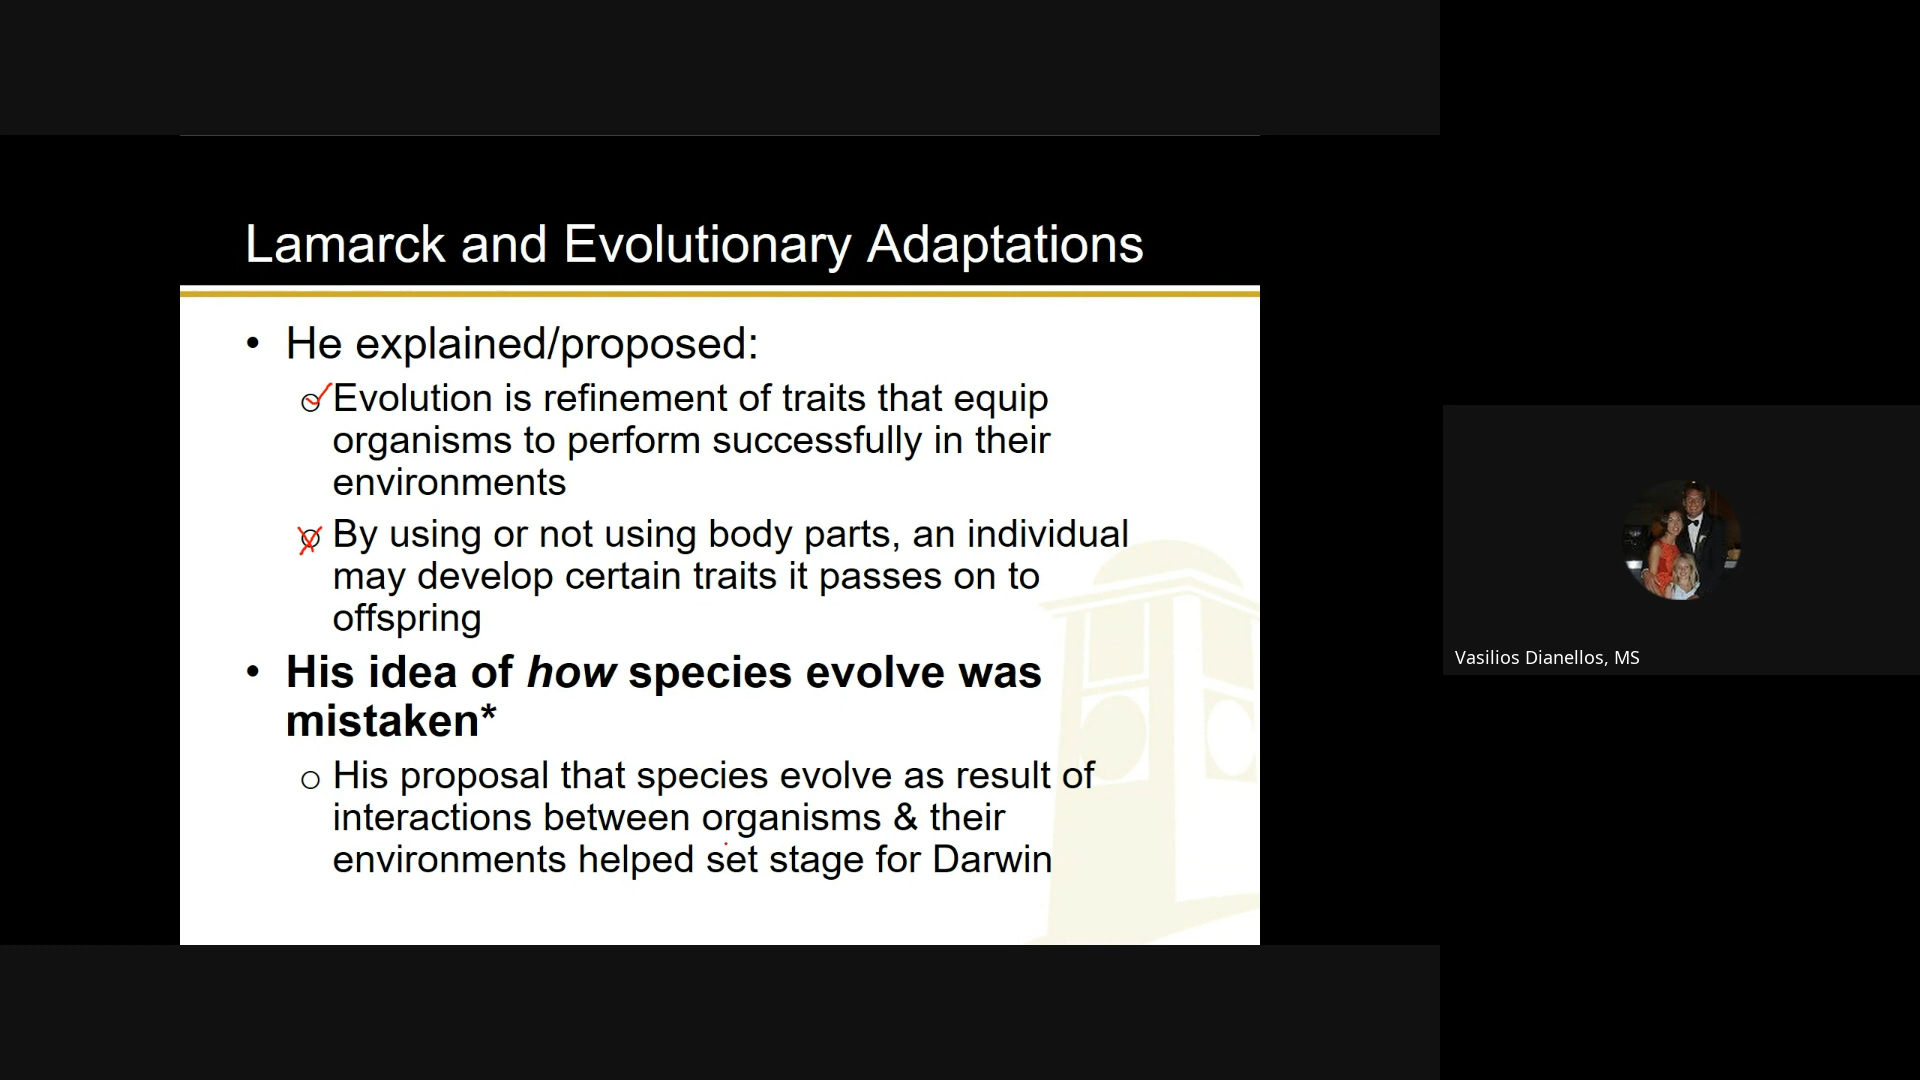 Lamarck and Evolutionary Adaptations
• He explained/proposed:
Evolution is refinement of traits that equip
organisms to perform successfully in their
environments
By using or not using body parts, an individual
may develop certain traits it passes on to
offspring
• His idea of how species evolve was
mistaken*
○ His proposal that species evolve as result of
interactions between organisms & their
environments helped set stage for Darwin
Vasilios Dianellos, MS